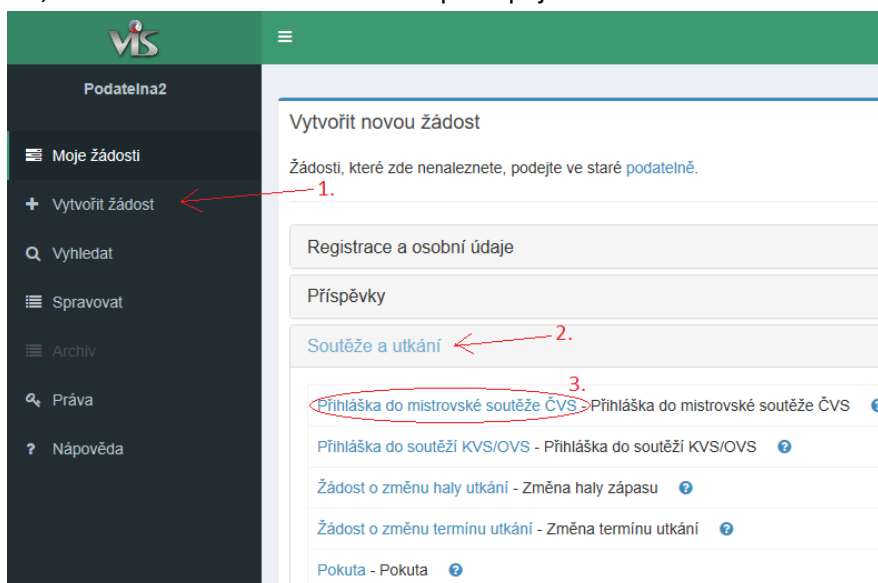 VIS
Podatelna2
Moje žádosti
Vytvořit žádost
Vyhledat
Spravovat
Archiv
Práva
Nápověda
Vytvořit novou žádost
Žádosti, které zde nenaleznete, podejte ve staré podatelně.
1.
Registrace a osobní údaje
Příspěvky
Soutěže a utkání
2.
3.
Přihláška do mistrovské soutěže ČVS - Přihláška do mistrovské soutěže ČVS
Přihláška do soutěží KVS/OVS - Přihláška do soutěží KVS/OVS
Žádost o změnu haly utkání - Změna haly zápasu
Žádost o změnu termínu utkání - Změna termínu utkání
Pokuta - Pokuta